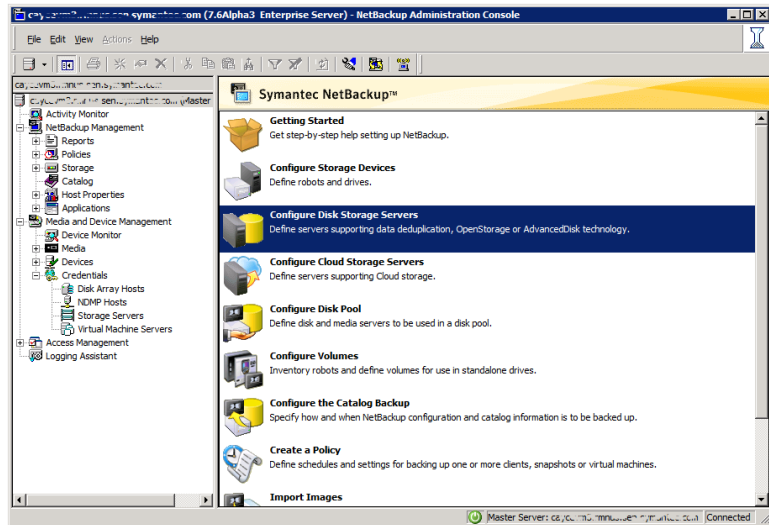 (7.6Alpha3 Enterprise Server) - NetBackup Administration Console
File Edit View Actions Help
Symantec NetBackup™
Activity Monitor
NetBackup Management
Reports
Policies
Storage
Catalog
Host Properties
Applications
Media and Device Management
Device Monitor
Media
Devices
Credentials
Disk Array Hosts
NDMP Hosts
Storage Servers
Virtual Machine Servers
Access Management
Logging Assistant
Getting Started
Get step-by-step help setting up NetBackup.
Configure Storage Devices
Define robots and drives.
Configure Disk Storage Servers
Define servers supporting data deduplication, OpenStorage or AdvancedDisk technology.
Configure Cloud Storage Servers
Define servers supporting Cloud storage.
Configure Disk Pool
Define disk and media servers to be used in a disk pool.
Configure Volumes
Inventory robots and define volumes for use in standalone drives.
Configure the Catalog Backup
Specify how and when NetBackup configuration and catalog information is to be backed up.
Create a Policy
Define schedules and settings for backing up one or more clients, snapshots or virtual machines.
Import Images
Master Server: Connected